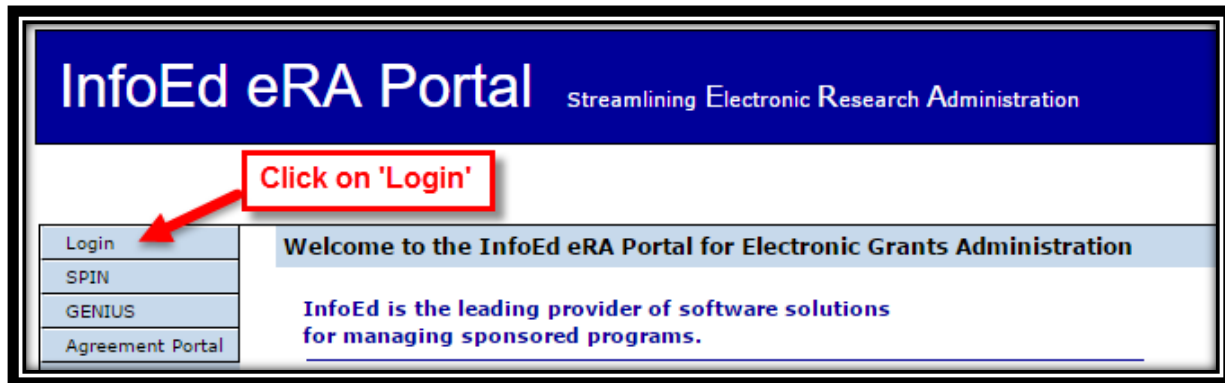 InfoEd eRA Portal Streamlining Electronic Research Administration
Click on 'Login'
Login
SPIN
GENIUS
Agreement Portal
Welcome to the InfoEd eRA Portal for Electronic Grants Administration
InfoEd is the leading provider of software solutions
for managing sponsored programs.